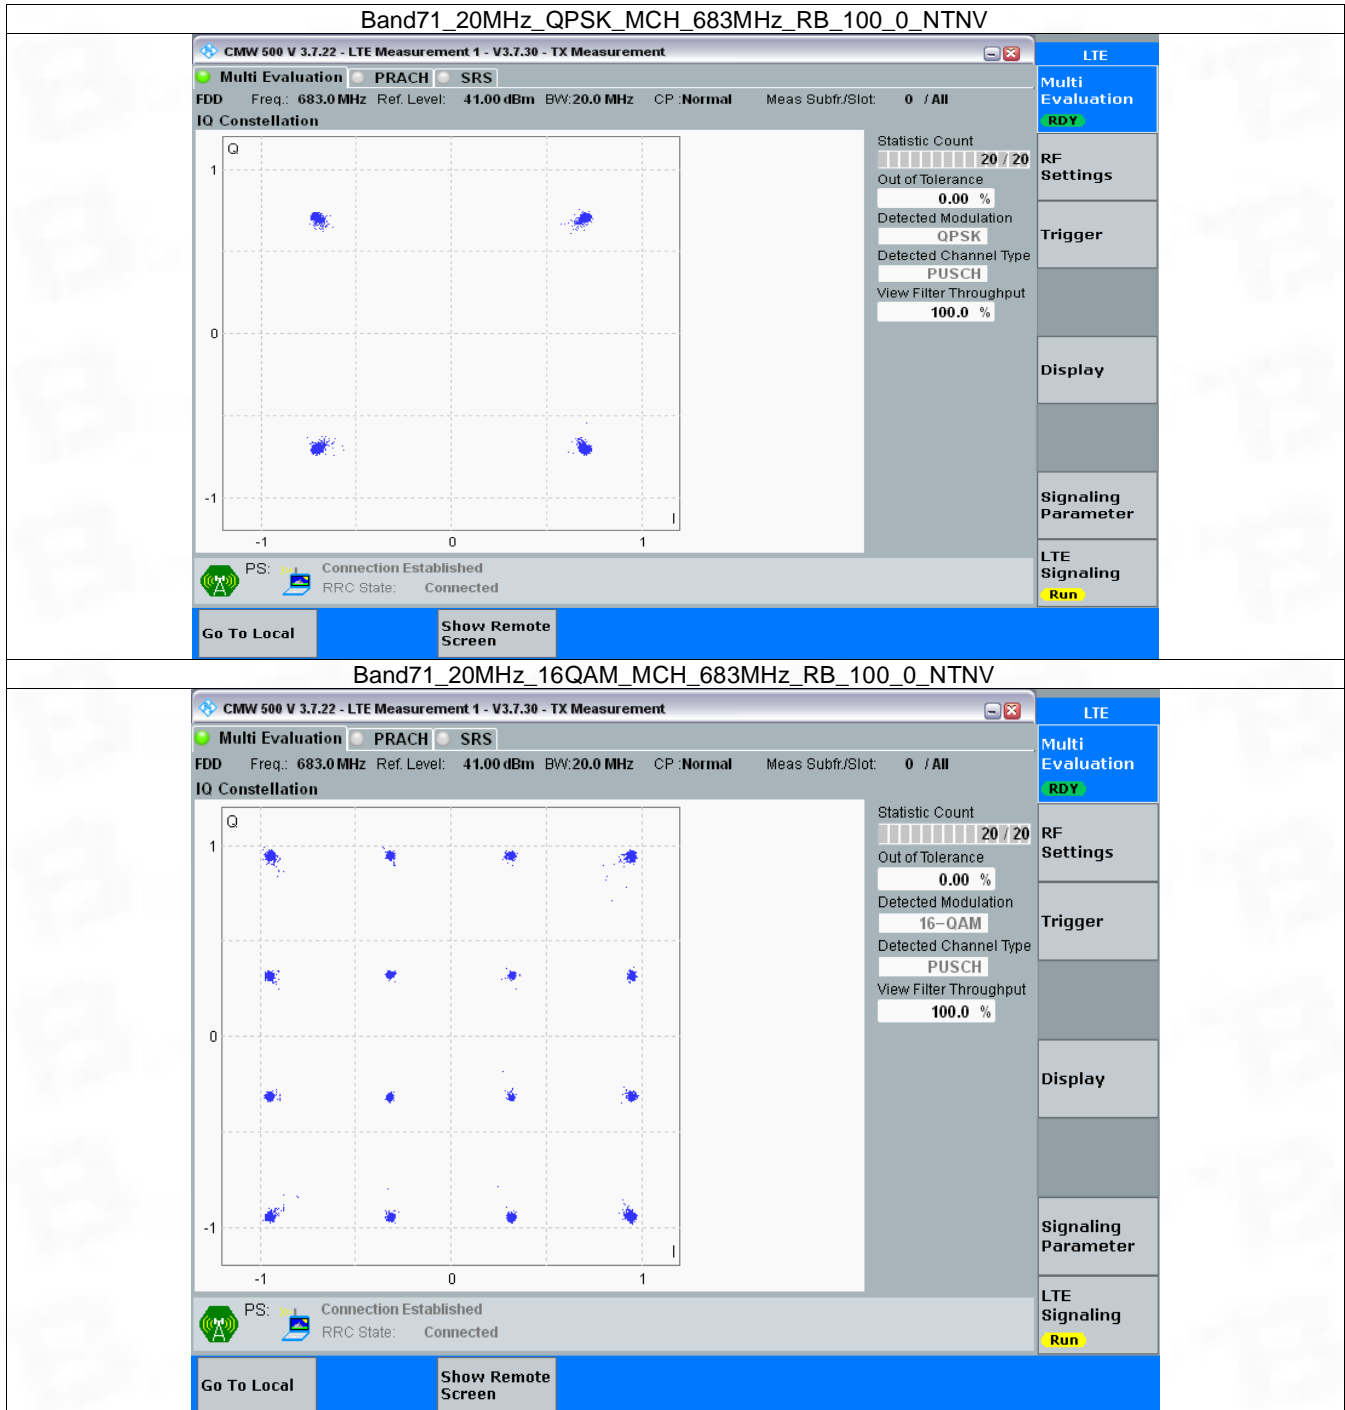 Band71_20MHz_QPSK_MCH_683MHz_RB_100_0_NTNV
CMW 500 V 3.7.22 - LTE Measurement 1 - V3.7.30 - TX Measurement
LTE
Multi Evaluation PRACH SRS
FDD Freq.: 683.0 MHz Ref. Level: 41.00 dBm BW:20.0 MHz CP :Normal Meas Subfr./Slot: 0 / All
IQ Constellation
Q
1
0
-1
I
-1 0 1
Statistic Count
20 / 20
Out of Tolerance
0.00 %
Detected Modulation
QPSK
Detected Channel Type
PUSCH
View Filter Throughput
100.0 %
Multi
Evaluation
RDY
RF
Settings
Trigger
Display
Signaling
Parameter
LTE
Signaling
Run
PS: Connection Established
RRC State: Connected
Go To Local
Show Remote
Screen
Band71_20MHz_16QAM_MCH_683MHz_RB_100_0_NTNV
CMW 500 V 3.7.22 - LTE Measurement 1 - V3.7.30 - TX Measurement
LTE
Multi Evaluation PRACH SRS
FDD Freq.: 683.0 MHz Ref. Level: 41.00 dBm BW:20.0 MHz CP :Normal Meas Subfr./Slot: 0 / All
IQ Constellation
Q
1
0
-1
I
-1 0 1
Statistic Count
20 / 20
Out of Tolerance
0.00 %
Detected Modulation
16-QAM
Detected Channel Type
PUSCH
View Filter Throughput
100.0 %
Multi
Evaluation
RDY
RF
Settings
Trigger
Display
Signaling
Parameter
LTE
Signaling
Run
PS: Connection Established
RRC State: Connected
Go To Local
Show Remote
Screen